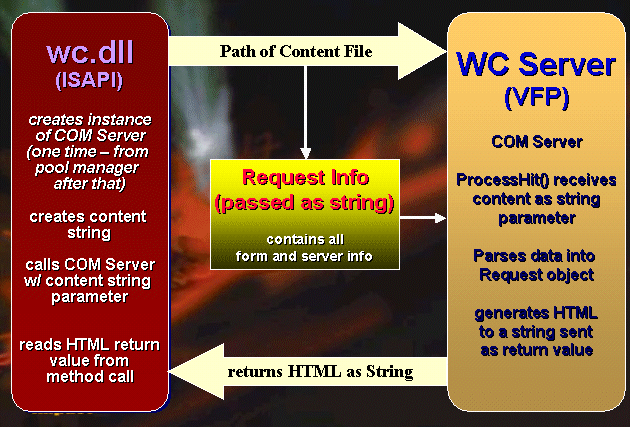 wc.dll
(ISAPI)
creates instance
of COM Server
(one time – from
pool manager
after that)
creates content
string
calls COM Server
w/ content string
parameter
reads HTML return
value from
method call
Path of Content File
Request Info
(passed as string)
contains all
form and server info
returns HTML as String
WC Server
(VFP)
COM Server
ProcessHit() receives
content as string
parameter
Parses data into
Request object
generates HTML
to a string sent
as return value